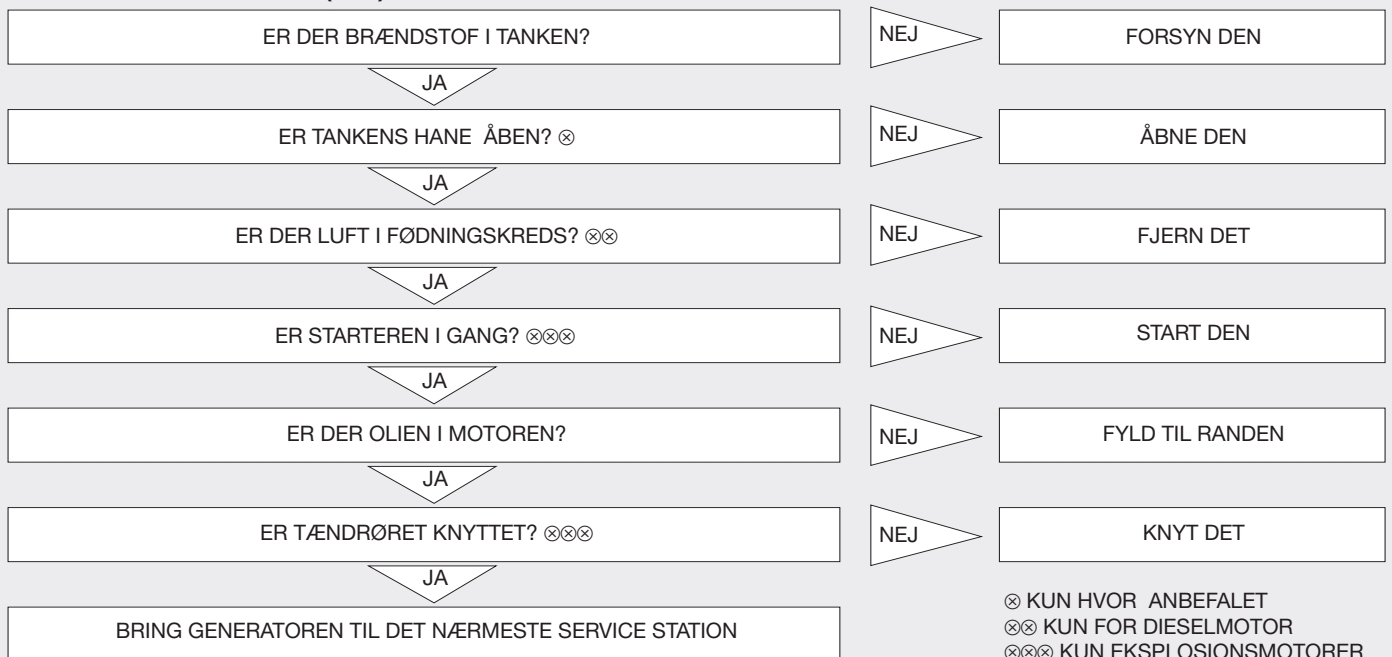 ER DER BRÆNDSTOF I TANKEN?
NEJ
FORSYN DEN
JA
ER TANKENS HANE ÅBEN? ⊗
NEJ
ÅBNE DEN
JA
ER DER LUFT I FØDNINGSKREDS? ⊗⊗
NEJ
FJERN DET
JA
ER STARTEREN I GANG? ⊗⊗⊗
NEJ
START DEN
JA
ER DER OLIEN I MOTOREN?
NEJ
FYLD TIL RANDEN
JA
ER TÆNDRØRET KNYTTET? ⊗⊗⊗
NEJ
KNYT DET
JA
BRING GENERATOREN TIL DET NÆRMESTE SERVICE STATION
⊗ KUN HVOR ANBEFALET
⊗⊗ KUN FOR DIESELMOTOR
⊗⊗⊗ KUN EKSPLOSIONSMOTORER